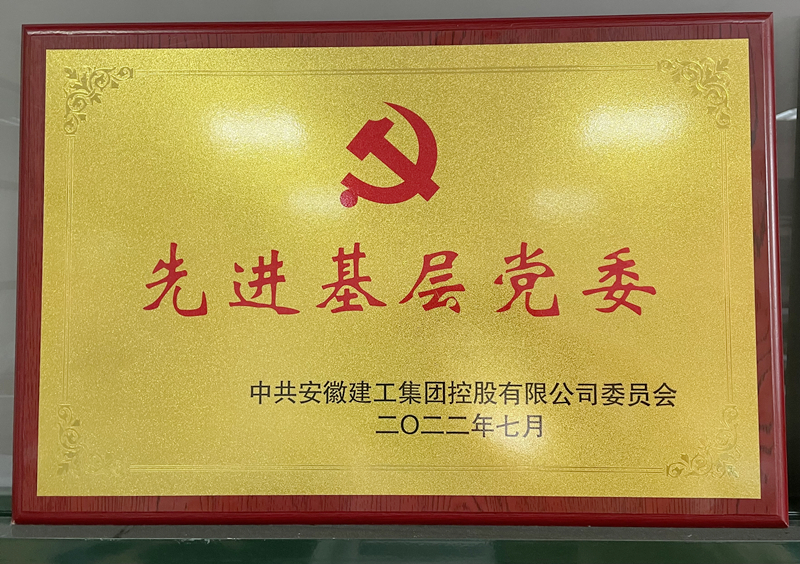 先进基层党委
中共安徽建工集团控股有限公司委员会
二〇二二年七月